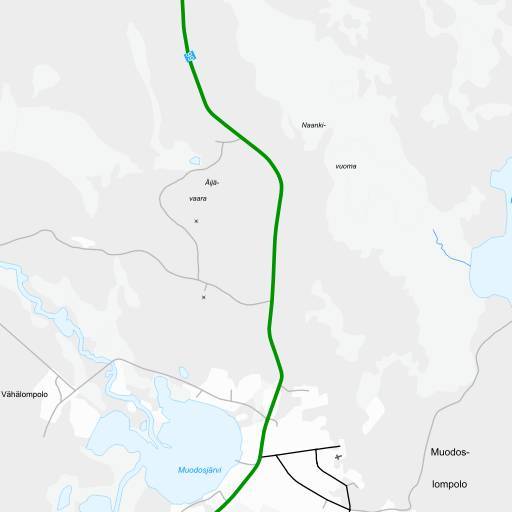 Naanki-
vuoma
Äijä-
vaara
Vähälompolo
Muodosjärvi
Muodos-
lompolo